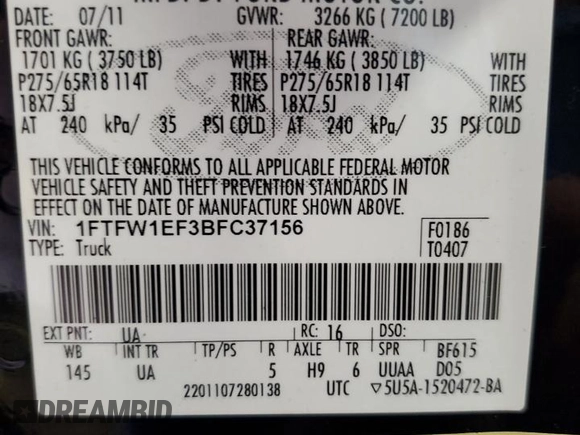 MFD. BY FORD MOTOR CO.
DATE: 07/11 GVWR: 3266 KG ( 7200 LB)
FRONT GAWR: REAR GAWR:
1701 KG ( 3750 LB) WITH 1746 KG ( 3850 LB) WITH
P275/65R18 114T TIRES P275/65R18 114T TIRES
18X7.5J RIMS 18X7.5J RIMS
AT 240 kPa/ 35 PSI COLD AT 240 kPa/ 35 PSI COLD
THIS VEHICLE CONFORMS TO ALL APPLICABLE FEDERAL MOTOR
VEHICLE SAFETY AND THEFT PREVENTION STANDARDS IN
EFFECT ON THE DATE OF MANUFACTURE SHOWN ABOVE.
VIN: 1FTFW1EF3BFC37156 F0186
TYPE: Truck T0407
EXT PNT: UA RC: 16 DSO:
WB INT TR TP/PS R AXLE TR SPR BF615
145 UA 5 H9 6 UUAA D05
2201107280138 UTC ▽5U5A-1520472-BA
DREAMBID